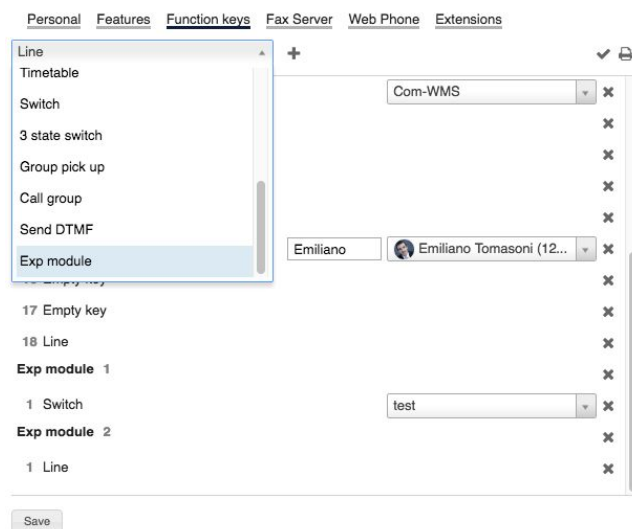 Personal Features Function keys Fax Server Web Phone Extensions
Line
Timetable
Com-WMS
Switch
3 state switch
Group pick up
Call group
Send DTMF
Exp module
Emiliano Emiliano Tomasoni (12...
17 Empty key
18 Line
Exp module 1
1 Switch test
Exp module 2
1 Line
Save